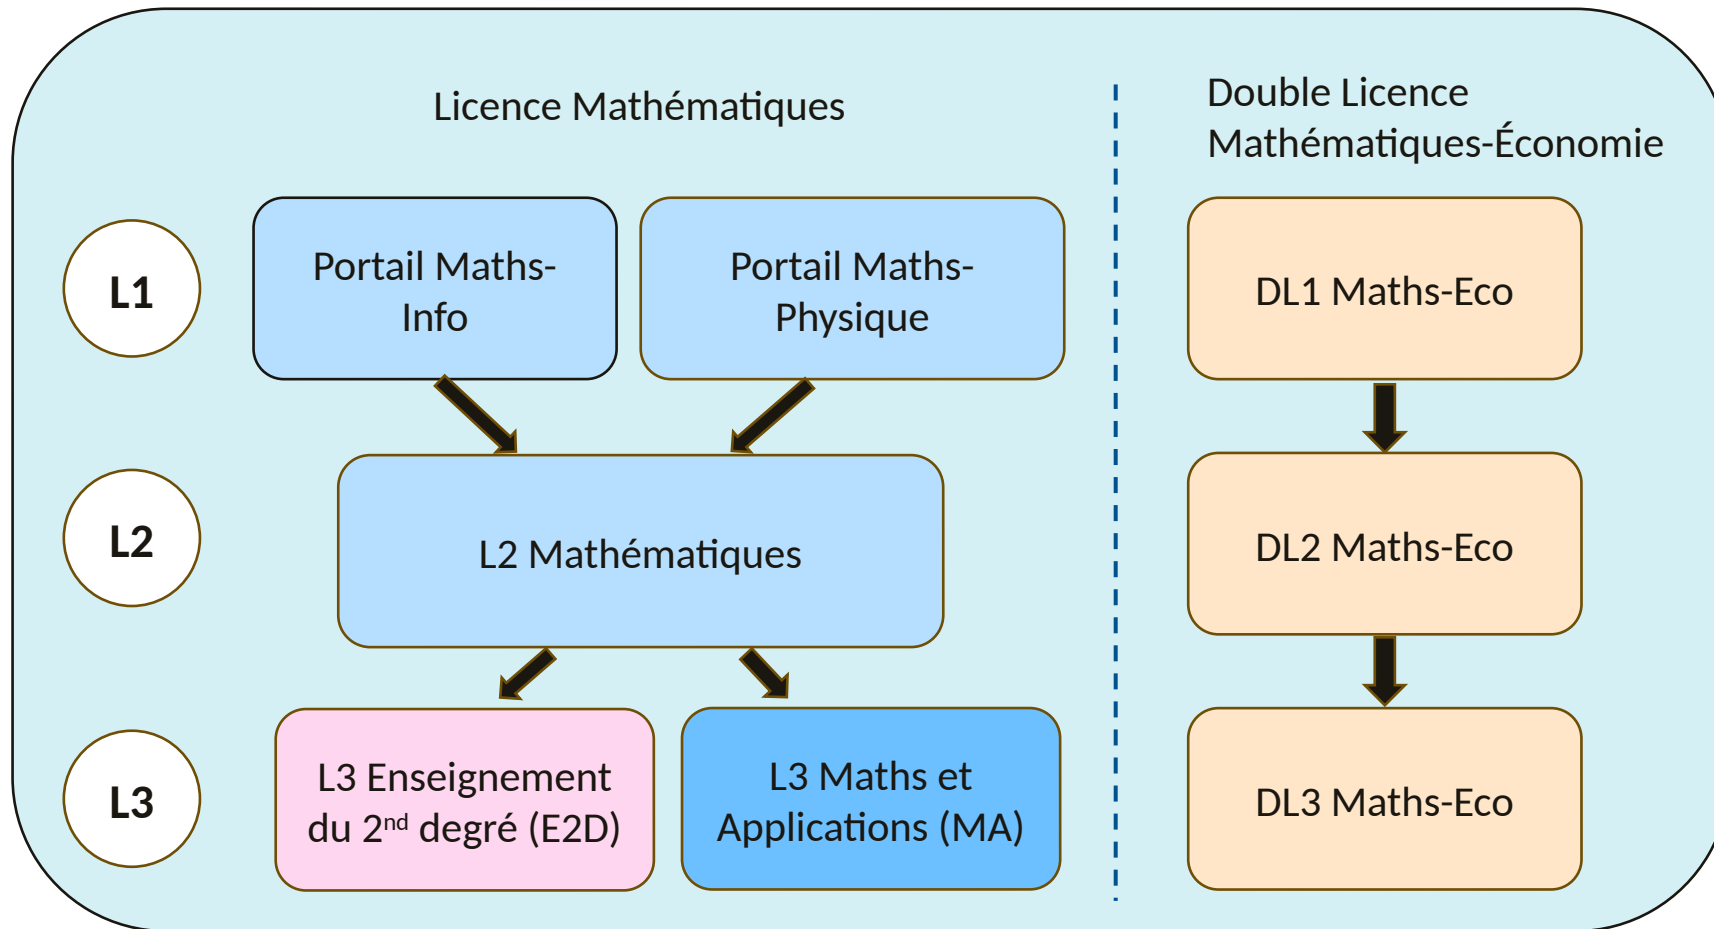 Licence Mathématiques
Double Licence
Mathématiques-Économie
L1
Portail Maths-
Info
Portail Maths-
Physique
DL1 Maths-Eco
L2
L2 Mathématiques
DL2 Maths-Eco
L3
L3 Enseignement
du 2nd degré (E2D)
L3 Maths et
Applications (MA)
DL3 Maths-Eco